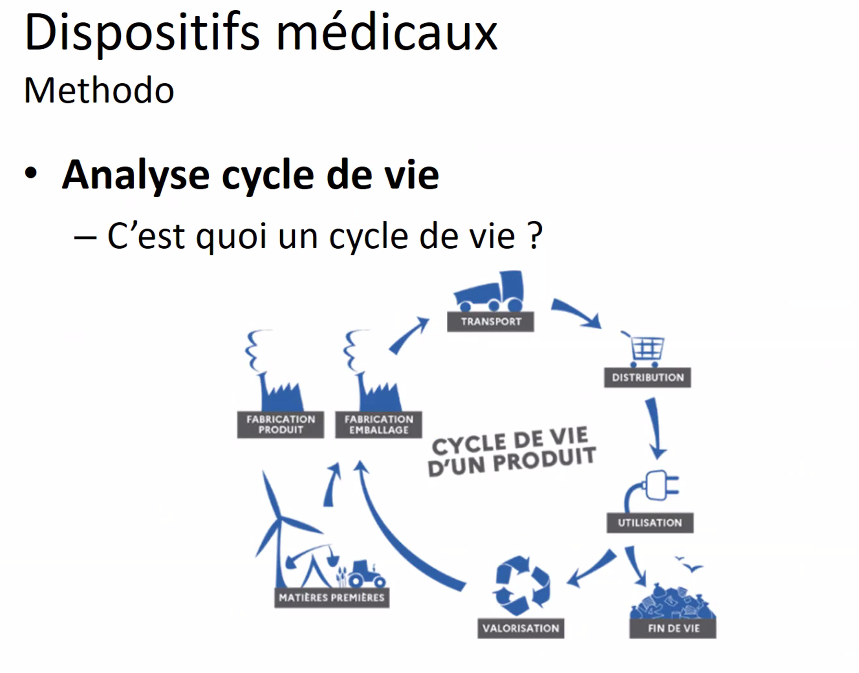 Dispositifs médicaux
Methodo
• Analyse cycle de vie
– C’est quoi un cycle de vie ?
TRANSPORT
DISTRIBUTION
FABRICATION
PRODUIT
FABRICATION
EMBALLAGE
CYCLE DE VIE
D’UN PRODUIT
UTILISATION
MATIÈRES PREMIÈRES
VALORISATION
FIN DE VIE